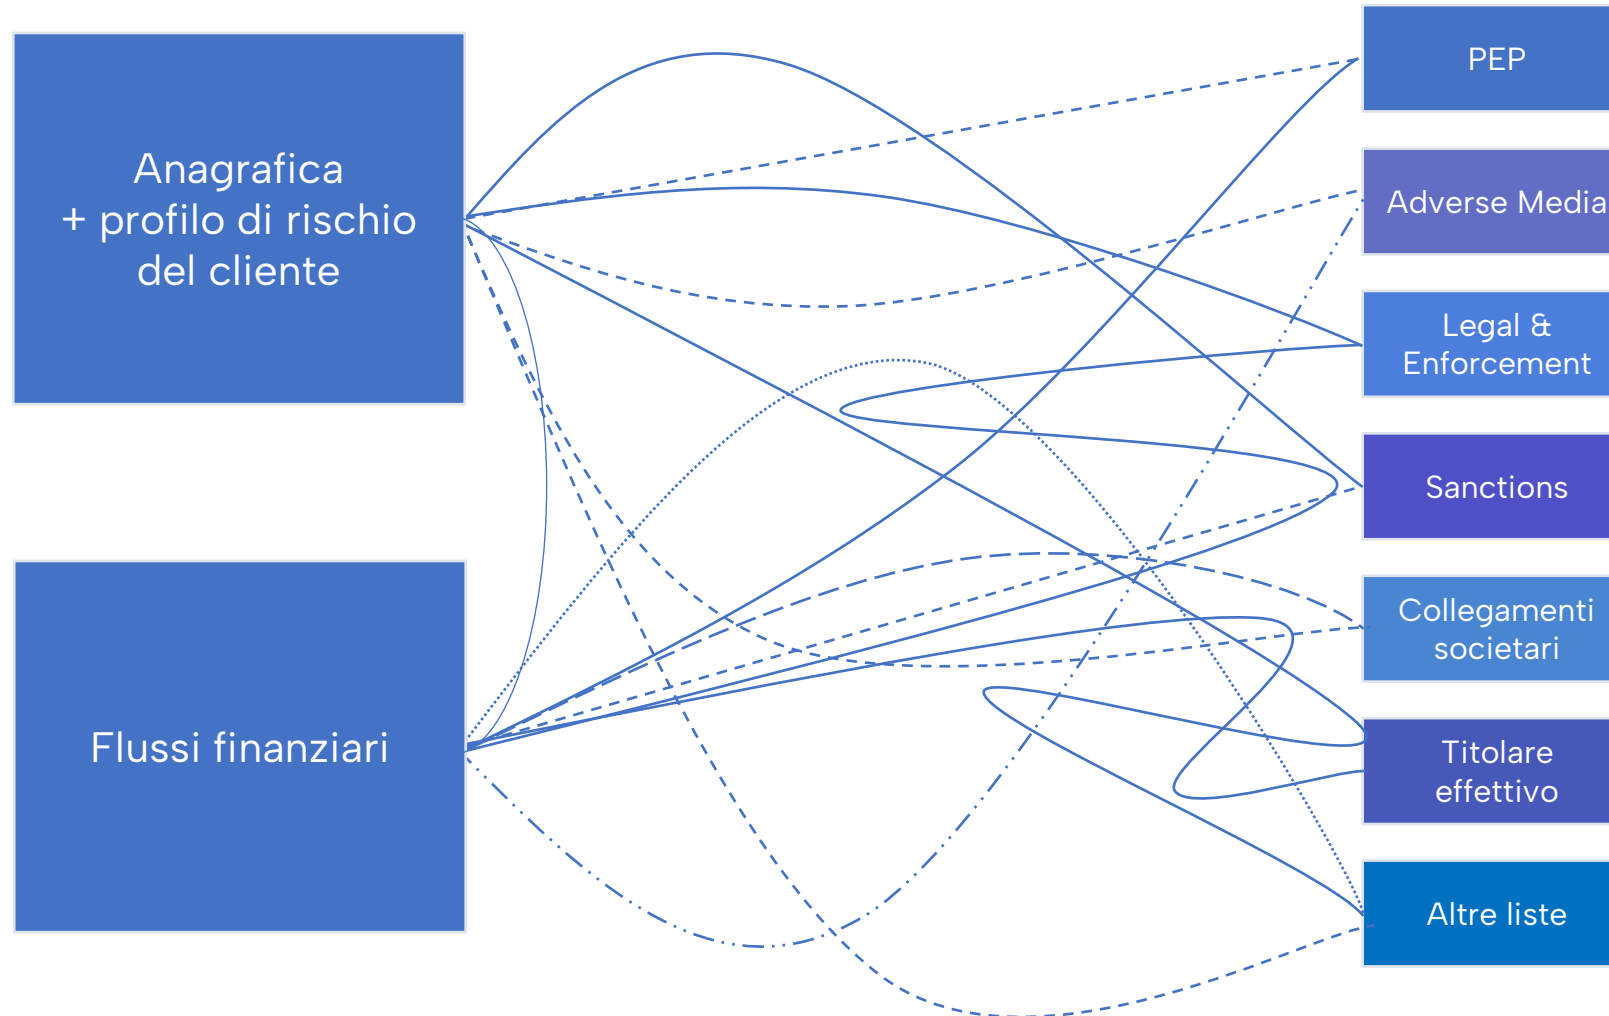 Anagrafica
+ profilo di rischio
del cliente
Flussi finanziari
PEP
Adverse Media
Legal &
Enforcement
Sanctions
Collegamenti
societari
Titolare
effettivo
Altre liste